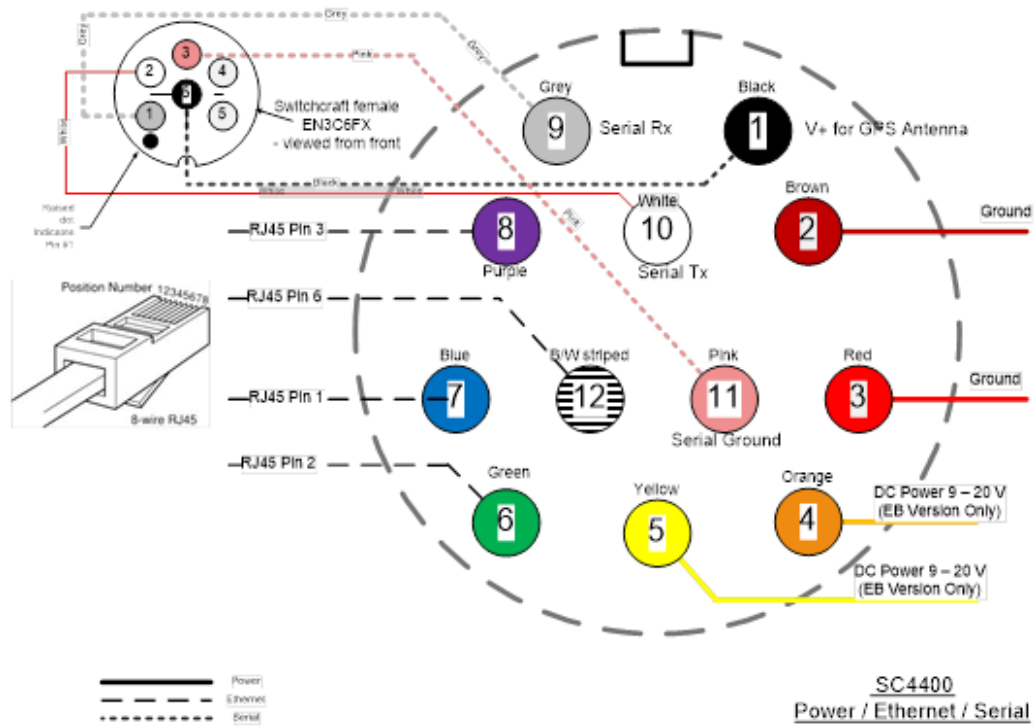 Grey
Grey
Grey
Pink
3
2
4
1
5
Switchcraft female
EN3C6FX
- viewed from front
White
Black
White
White
Raised
dot
Indicates
Pin #1
Pink
Grey
9
Serial Rx
Black
1
V+ for GPS Antenna
RJ45 Pin 3
8
Purple
White
10
Serial Tx
Brown
2
Ground
Position Number 12345678
8-wire RJ45
RJ45 Pin 6
RJ45 Pin 1
Blue
7
B/W striped
12
Pink
11
Serial Ground
Red
3
Ground
RJ45 Pin 2
Green
6
Yellow
5
Orange
4
DC Power 9 – 20 V
(EB Version Only)
DC Power 9 – 20 V
(EB Version Only)
Power
Ethernet
Serial
SC4400
Power / Ethernet / Serial